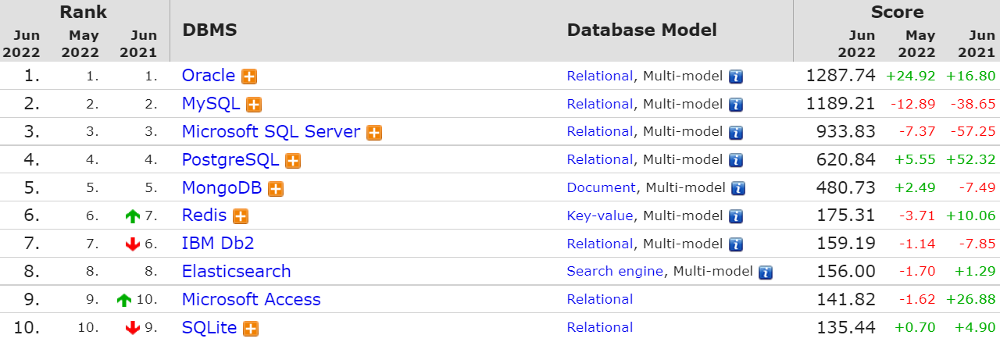 Rank Score
Jun May Jun DBMS Database Model Jun May Jun
2022 2022 2021 2022 2022 2021
1. 1. 1. Oracle Relational, Multi-model i 1287.74 +24.92 +16.80
2. 2. 2. MySQL Relational, Multi-model i 1189.21 -12.89 -38.65
3. 3. 3. Microsoft SQL Server Relational, Multi-model i 933.83 -7.37 -57.25
4. 4. 4. PostgreSQL Relational, Multi-model i 620.84 +5.55 +52.32
5. 5. 5. MongoDB Document, Multi-model i 480.73 +2.49 -7.49
6. 6. 7. Redis Key-value, Multi-model i 175.31 -3.71 +10.06
7. 7. 6. IBM Db2 Relational, Multi-model i 159.19 -1.14 -7.85
8. 8. 8. Elasticsearch Search engine, Multi-model i 156.00 -1.70 +1.29
9. 9. 10. Microsoft Access Relational 141.82 -1.62 +26.88
10. 10. 9. SQLite Relational 135.44 +0.70 +4.90